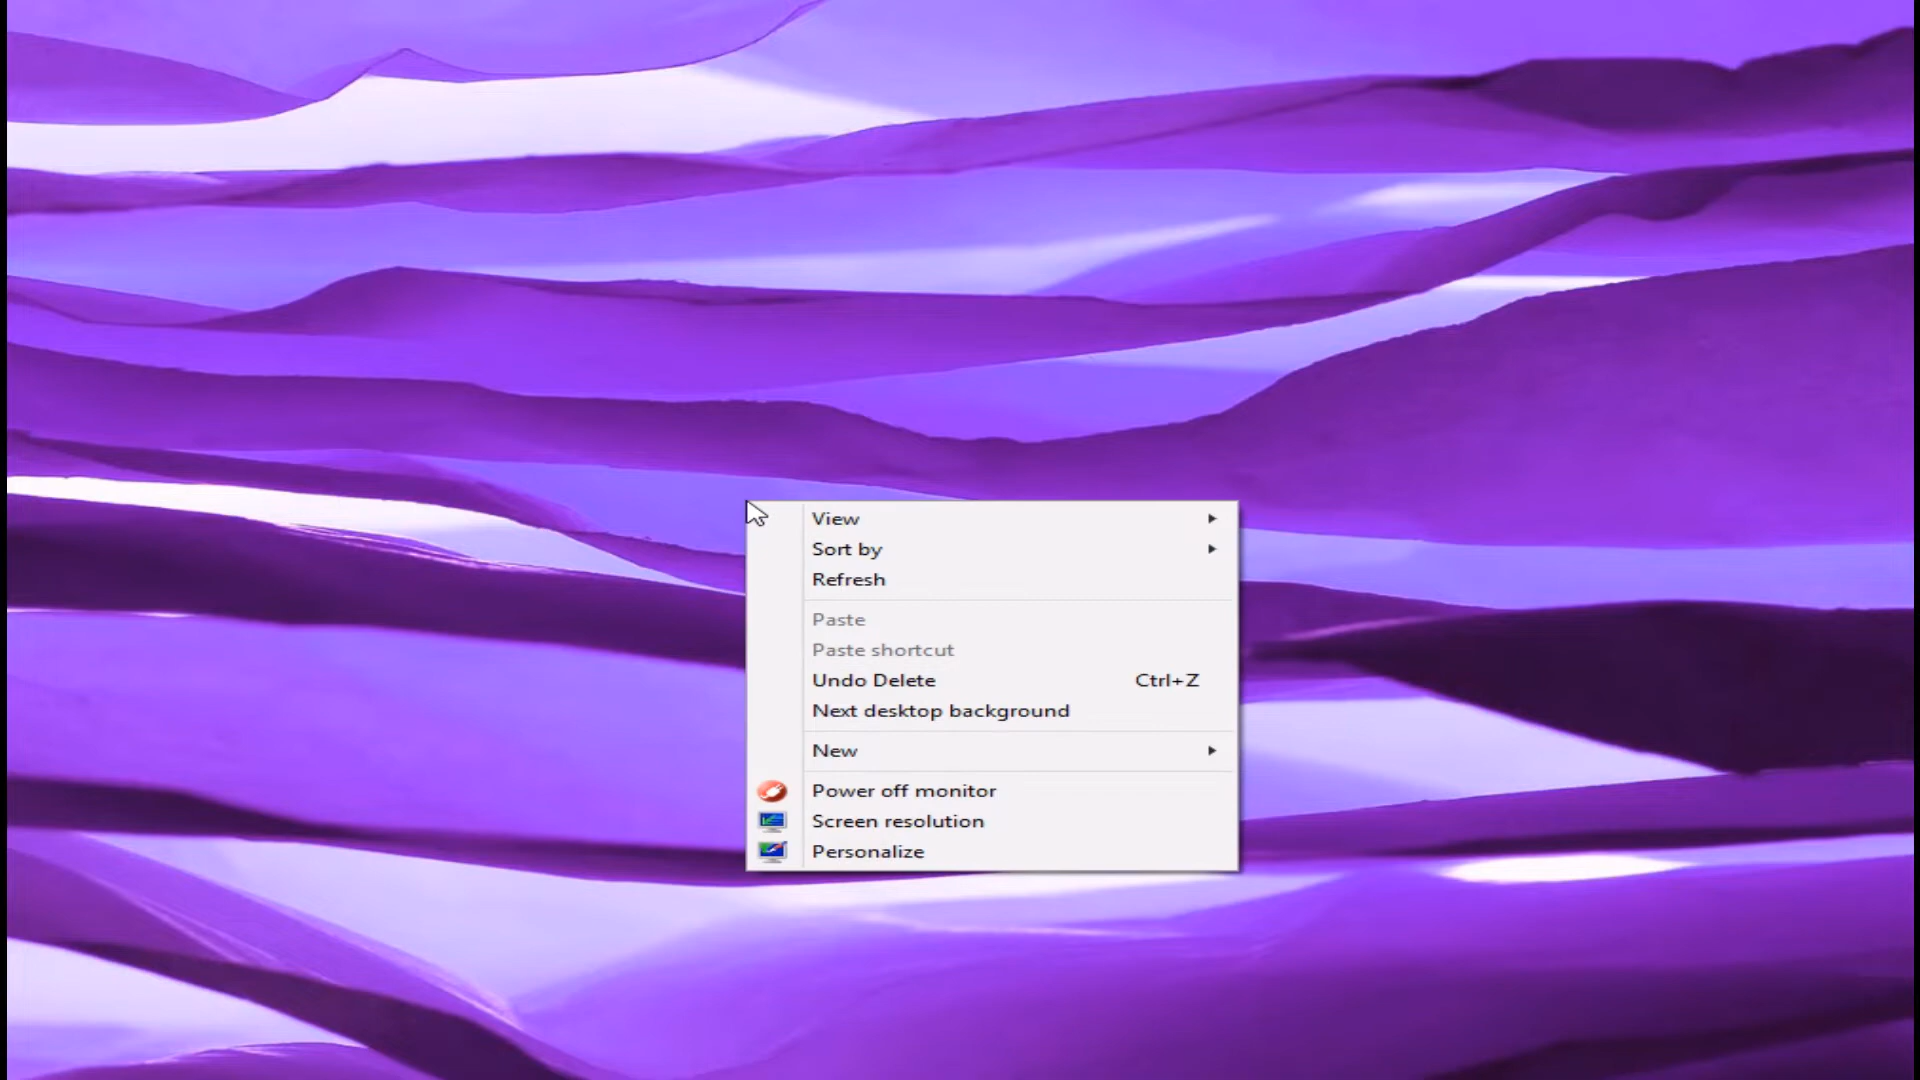 View
Sort by
Refresh
Paste
Paste shortcut
Undo Delete Ctrl+Z
Next desktop background
New
Power off monitor
Screen resolution
Personalize